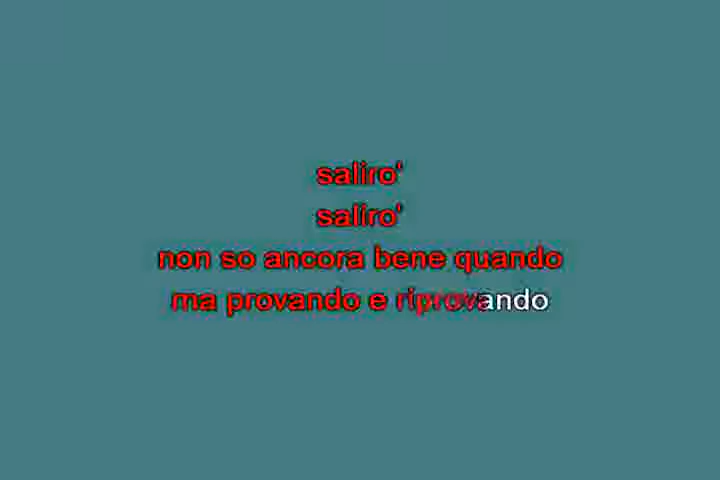 saliro'
saliro'
non so ancora bene quando
ma provando e riprovando